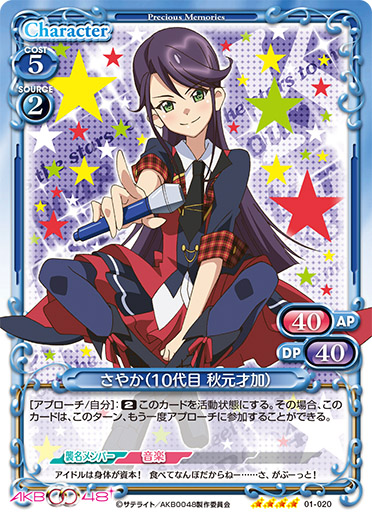 Precious Memories
Character
COST
5
SOURCE
2
the stars touch
40 AP
DP 40
さやか(10代目 秋元才加)
[アプローチ/自分]:2このカードを活動状態にする。その場合、この
カードは、このターン、もう一度アプローチに参加することができる。
襲名メンバー 音楽
アイドルは身体が資本! 食べてなんぼだからね―……さ、がぶーっと!
AKB0048
©サテライト/AKB0048製作委員会
01-020